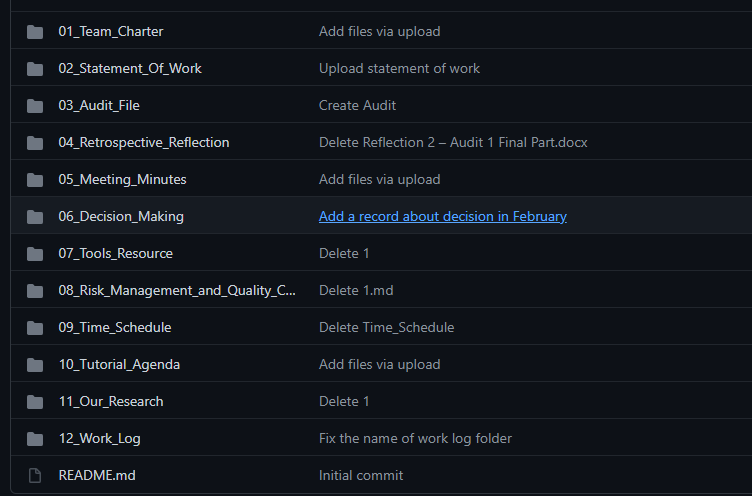 01_Team_Charter Add files via upload
02_Statement_Of_Work Upload statement of work
03_Audit_File Create Audit
04_Retrospective_Reflection Delete Reflection 2 – Audit 1 Final Part.docx
05_Meeting_Minutes Add files via upload
06_Decision_Making Add a record about decision in February
07_Tools_Resource Delete 1
08_Risk_Management_and_Quality_C... Delete 1.md
09_Time_Schedule Delete Time_Schedule
10_Tutorial_Agenda Add files via upload
11_Our_Research Delete 1
12_Work_Log Fix the name of work log folder
README.md Initial commit